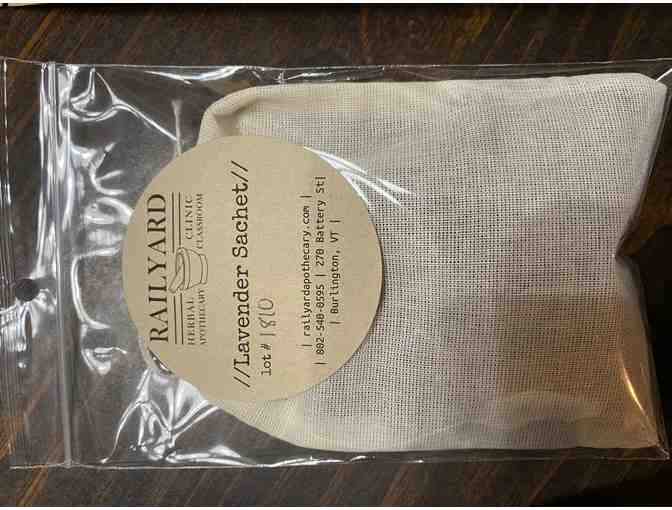 RAILYARD
HERBAL CLINIC
APOTHECARY CLASSROOM
//Lavender Sachet//
lot# 1810
| railyardapothecary.com |
| 802-540-0595 | 270 Battery St|
| Burlington, VT |